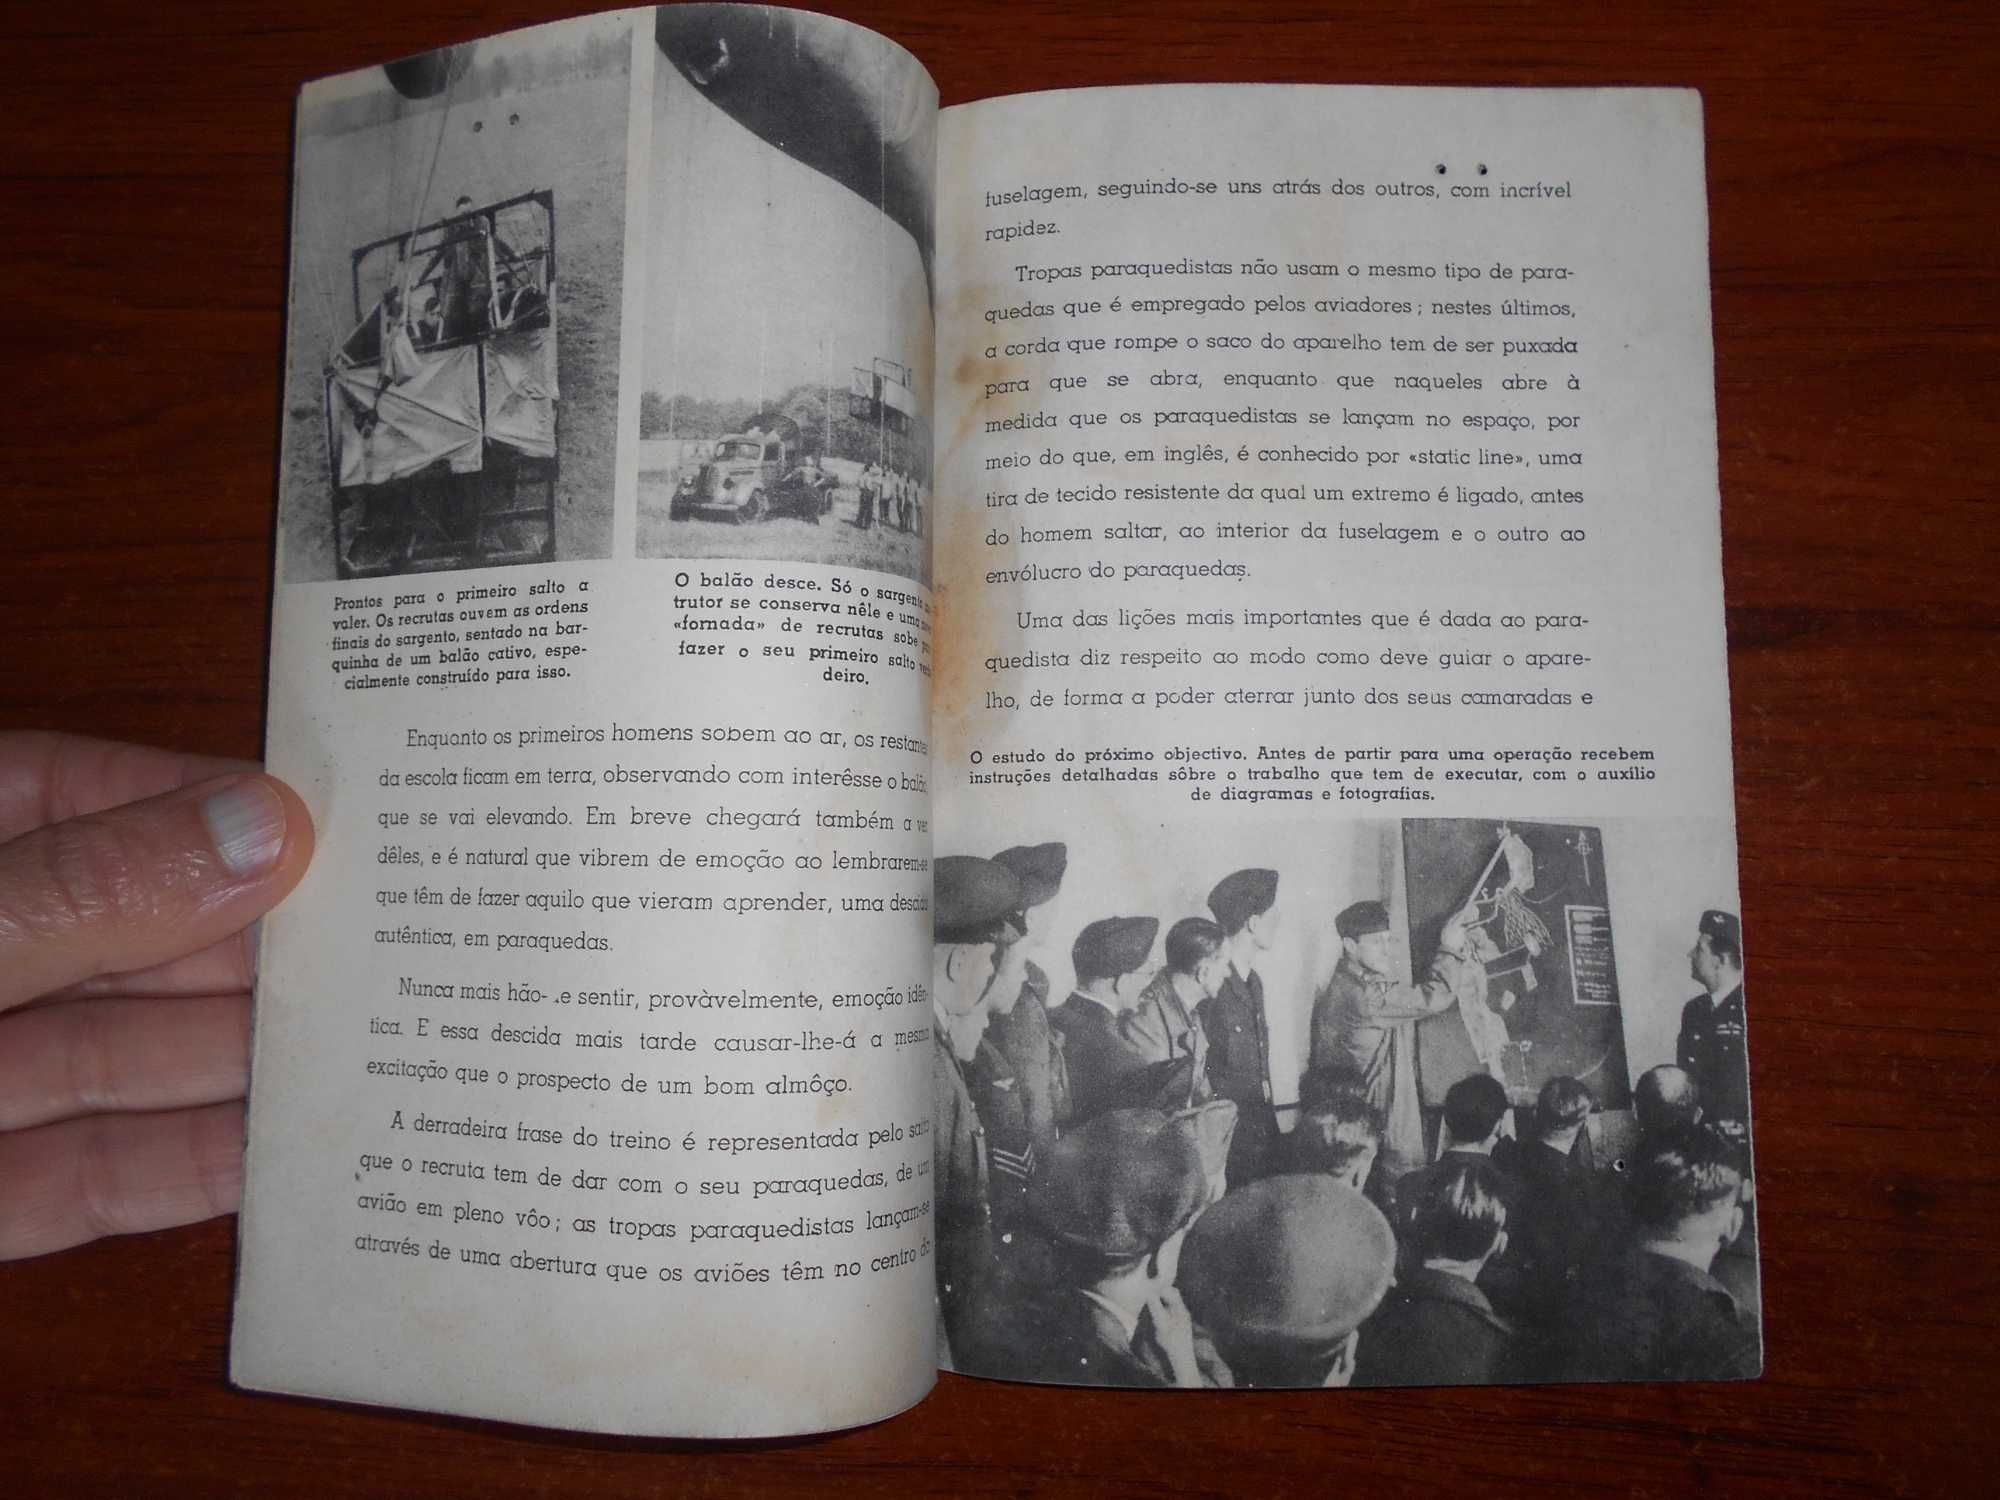 Prontos para o primeiro salto a
valer. Os recrutas ouvem as ordens
finais do sargento, sentado na bar-
quinha de um balão cativo, espe-
cialmente construído para isso.
O balão desce. Só o sargento
trutor se conserva nêle e uma
«fornada» de recrutas sobe
fazer o seu primeiro salto
deiro.
Enquanto os primeiros homens sobem ao ar, os restantes
da escola ficam em terra, observando com interêsse o balão,
que se vai elevando. Em breve chegará também a vez
dêles, e é natural que vibrem de emoção ao lembrarem-se
que têm de fazer aquilo que vieram aprender, uma descida
autêntica, em paraquedas.
Nunca mais hão- .e sentir, provàvelmente, emoção idên-
tica. E essa descida mais tarde causar-lhe-á a mesma
excitação que o prospecto de um bom almôço.
A derradeira frase do treino é representada pelo salto
que o recruta tem de dar com o seu paraquedas, de um
avião em pleno vôo; as tropas paraquedistas lançam-se
através de uma abertura que os aviões têm no centro da
fuselagem, seguindo-se uns atrás dos outros, com incrível
rapidez.
Tropas paraquedistas não usam o mesmo tipo de para-
quedas que é empregado pelos aviadores; nestes últimos,
a corda que rompe o saco do aparelho tem de ser puxada
para que se abra, enquanto que naqueles abre à
medida que os paraquedistas se lançam no espaço, por
meio do que, em inglês, é conhecido por «static line», uma
tira de tecido resistente da qual um extremo é ligado, antes
do homem saltar, ao interior da fuselagem e o outro ao
envólucro do paraquedas.
Uma das lições mais importantes que é dada ao para-
quedista diz respeito ao modo como deve guiar o apare-
lho, de forma a poder aterrar junto dos seus camaradas e
O estudo do próximo objectivo. Antes de partir para uma operação recebem
instruções detalhadas sôbre o trabalho que tem de executar, com o auxílio
de diagramas e fotografias.